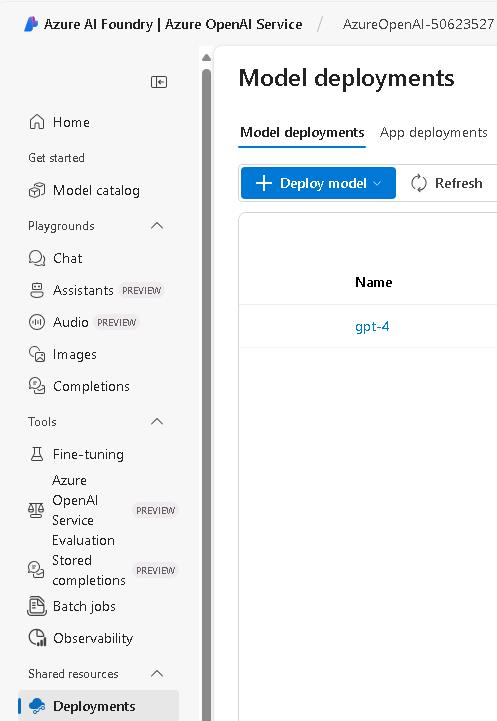 Azure AI Foundry | Azure OpenAI Service / AzureOpenAI-50623527
Model deployments
Home
Model deployments App deployments
Get started
Model catalog
Deploy model Refresh
Playgrounds
Chat
Name
Assistants PREVIEW
Audio PREVIEW
gpt-4
Images
Completions
Tools
Fine-tuning
Azure
OpenAI
Service PREVIEW
Evaluation
Stored
completions PREVIEW
Batch jobs
Observability
Shared resources
Deployments